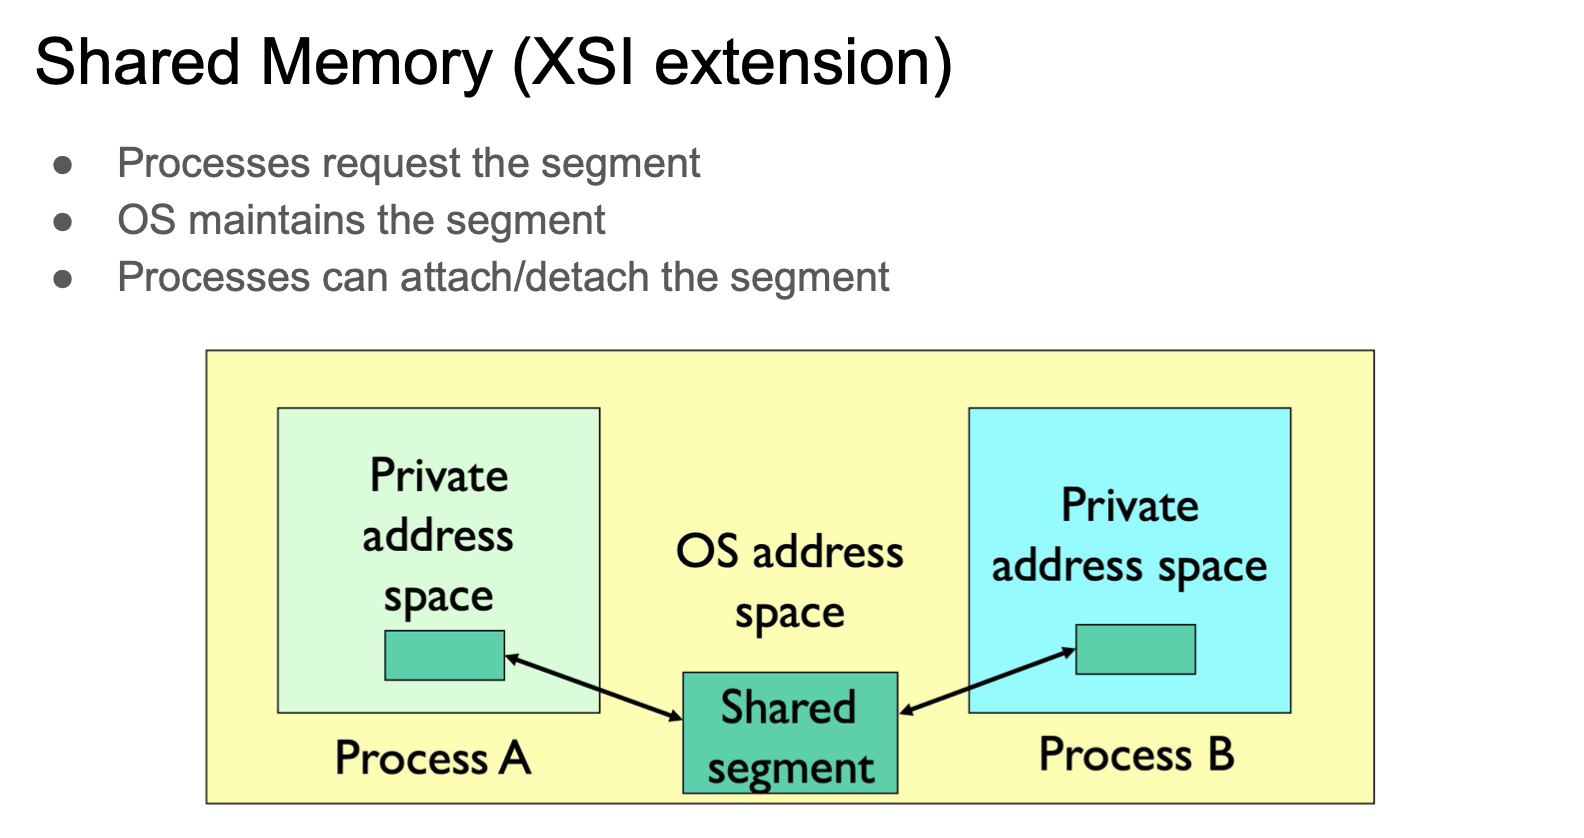 Shared Memory (XSI extension)
● Processes request the segment
● OS maintains the segment
● Processes can attach/detach the segment
Private
address
space
Process A
OS address
space
Shared
segment
Private
address space
Process B